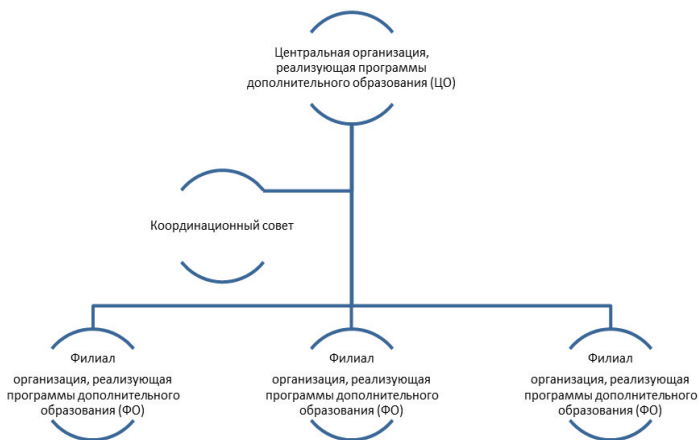 Центральная организация,
реализующая программы
дополнительного образования (ЦО)
Координационный совет
Филиал
организация, реализующая
программы дополнительного
образования (ФО)
Филиал
организация, реализующая
программы дополнительного
образования (ФО)
Филиал
организация, реализующая
программы дополнительного
образования (ФО)